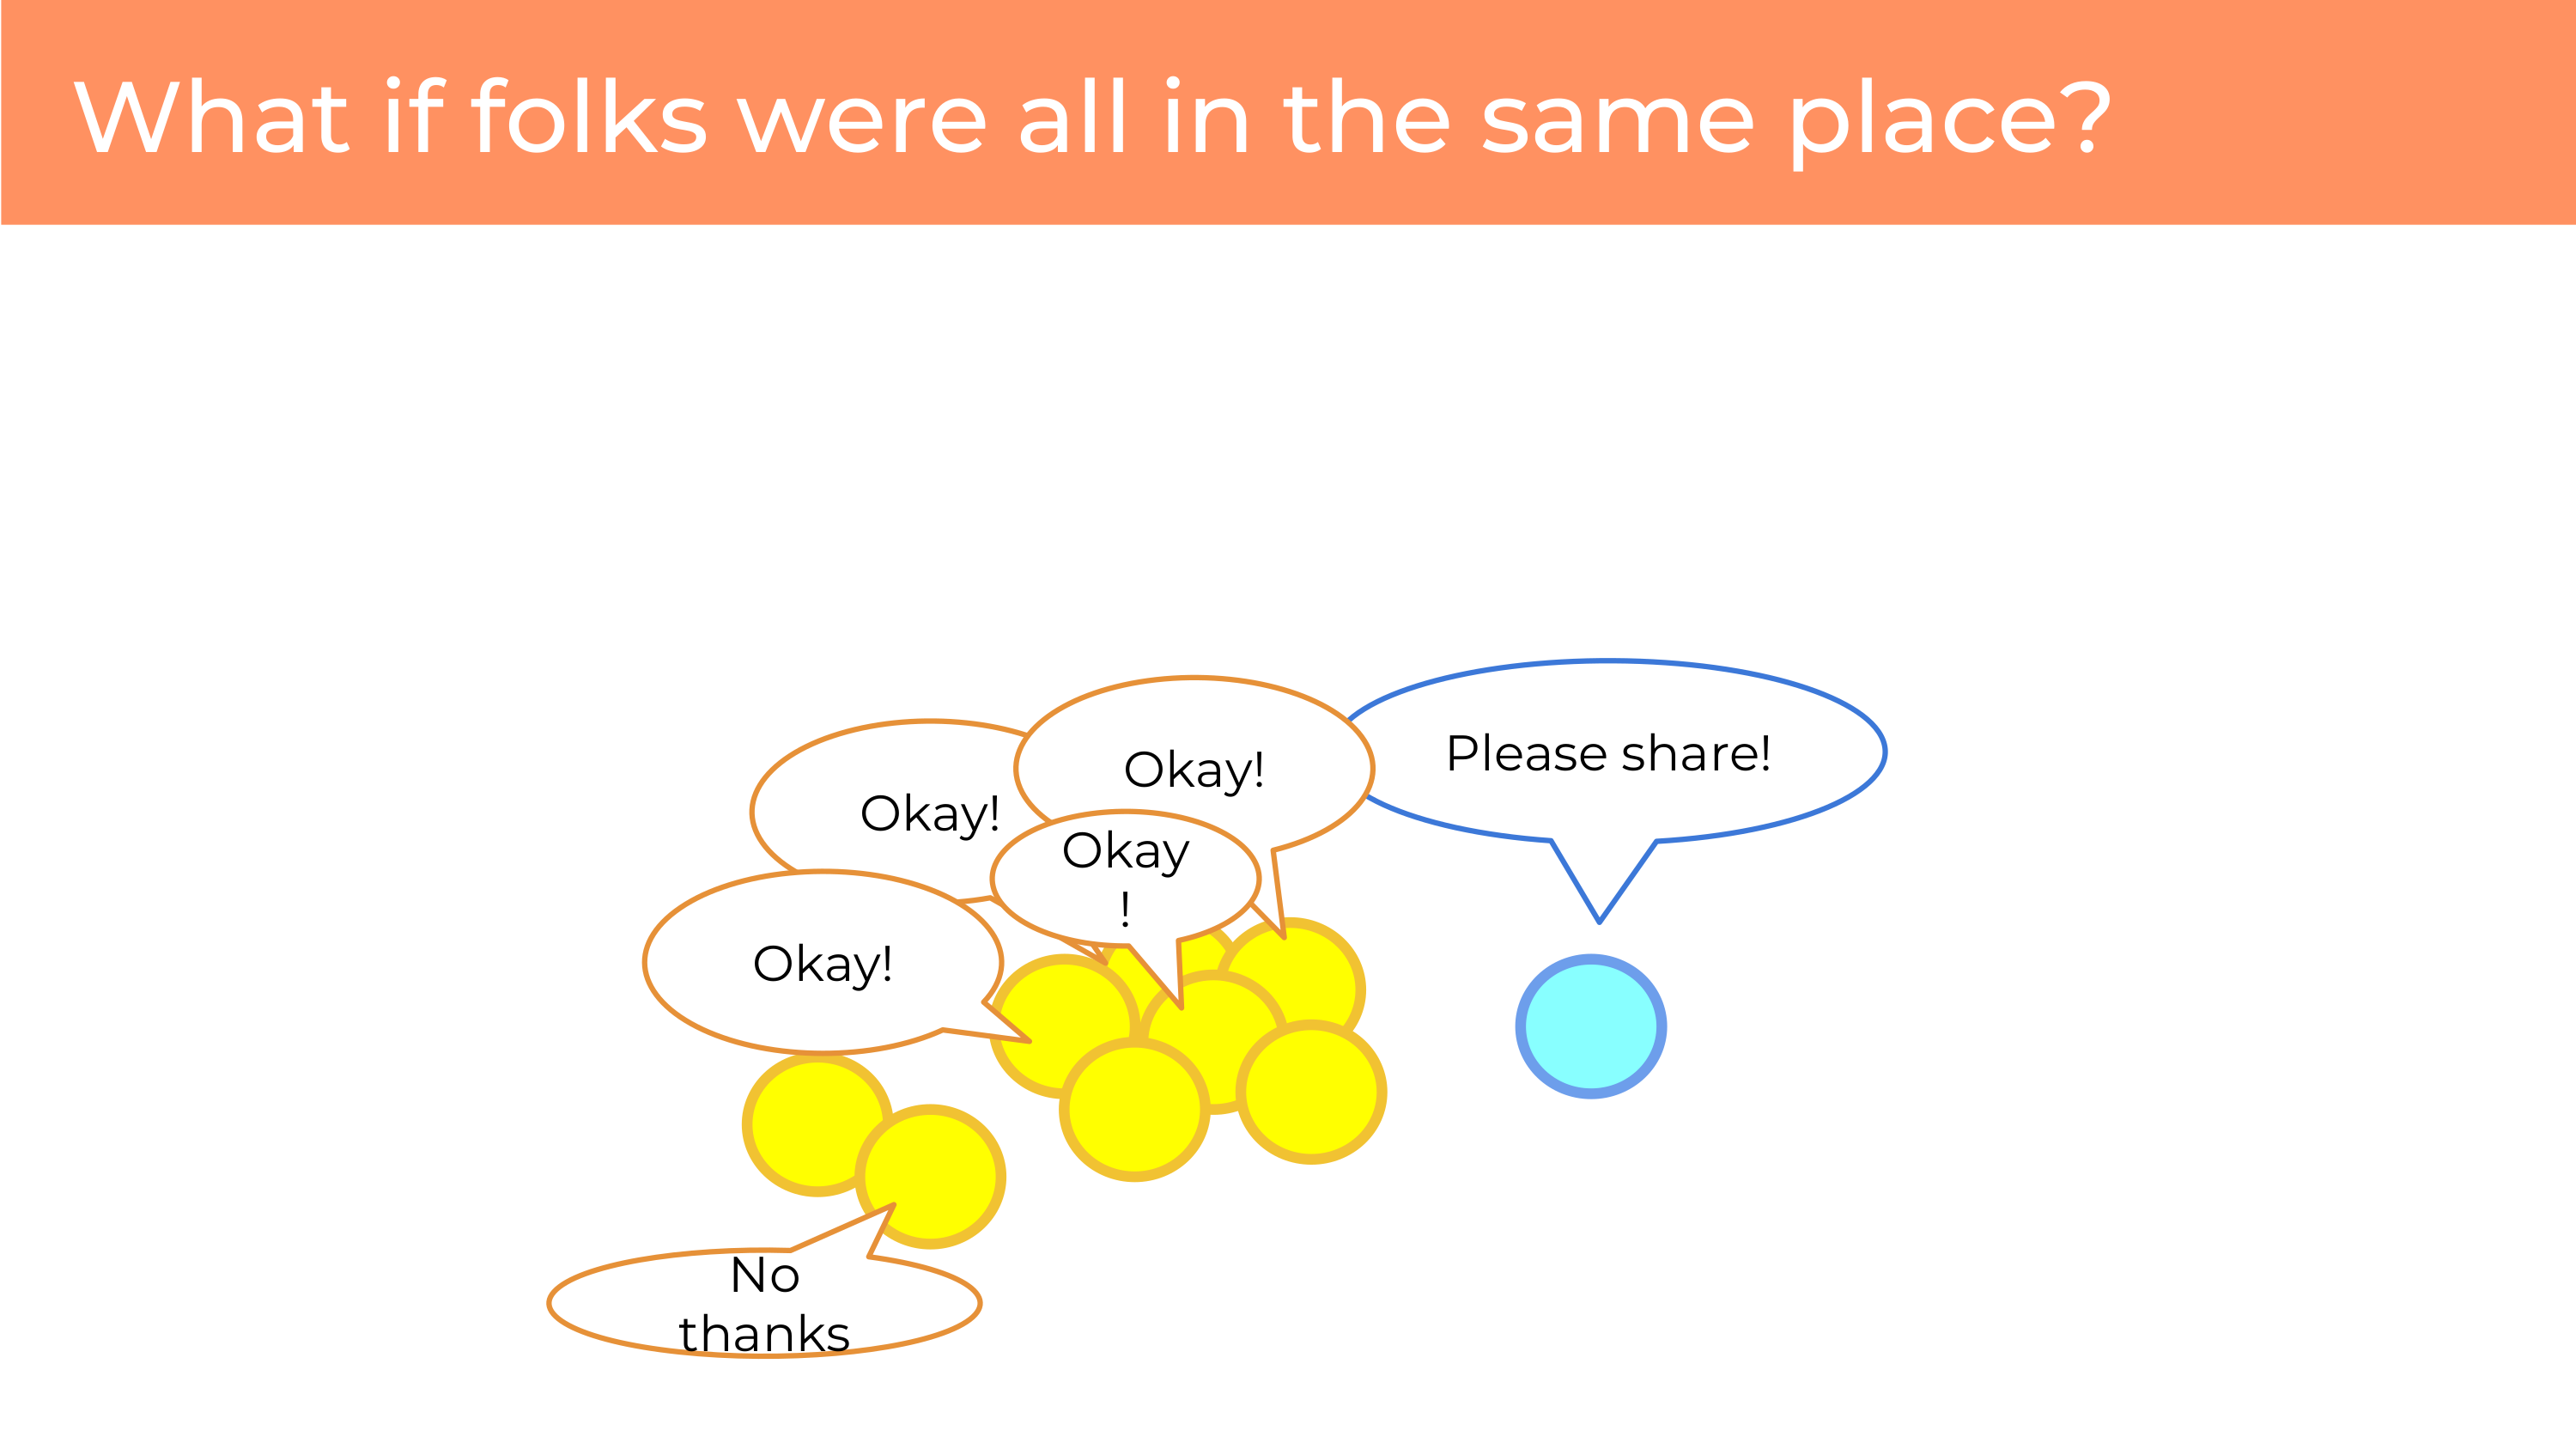 What if folks were all in the same place?
Please share!
Okay!
Okay!
Okay
!
Okay!
No
thanks